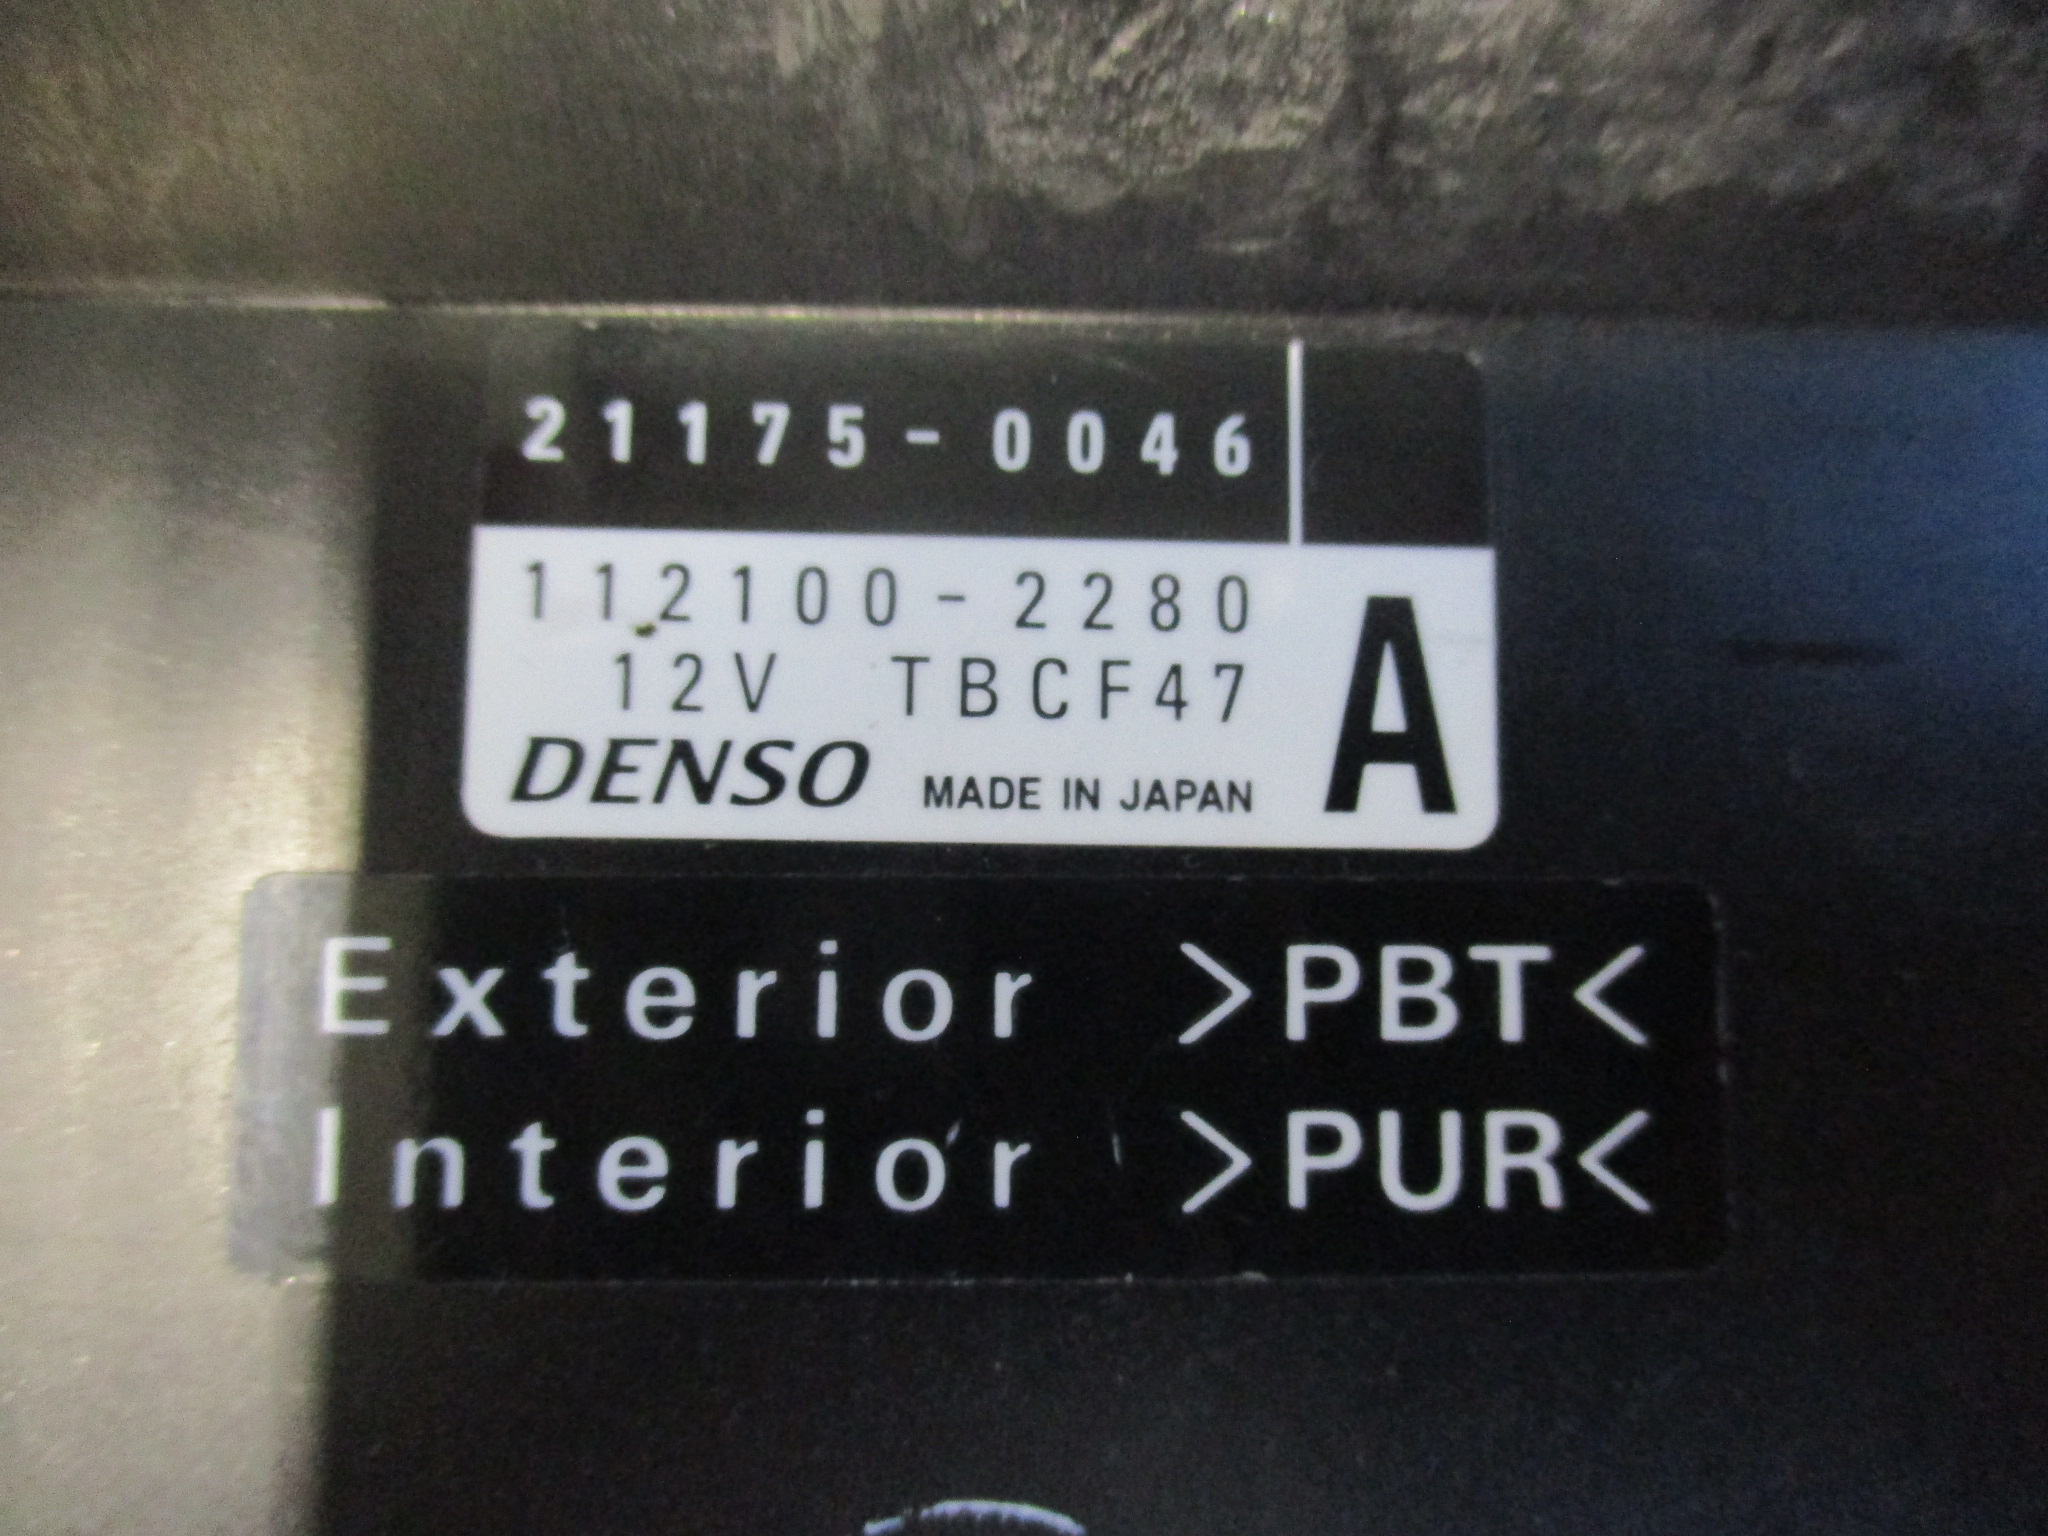 21175-0046
112100-2280
12V TBCF47
DENSO MADE IN JAPAN
A
Exterior >PBT<
Interior >PUR<